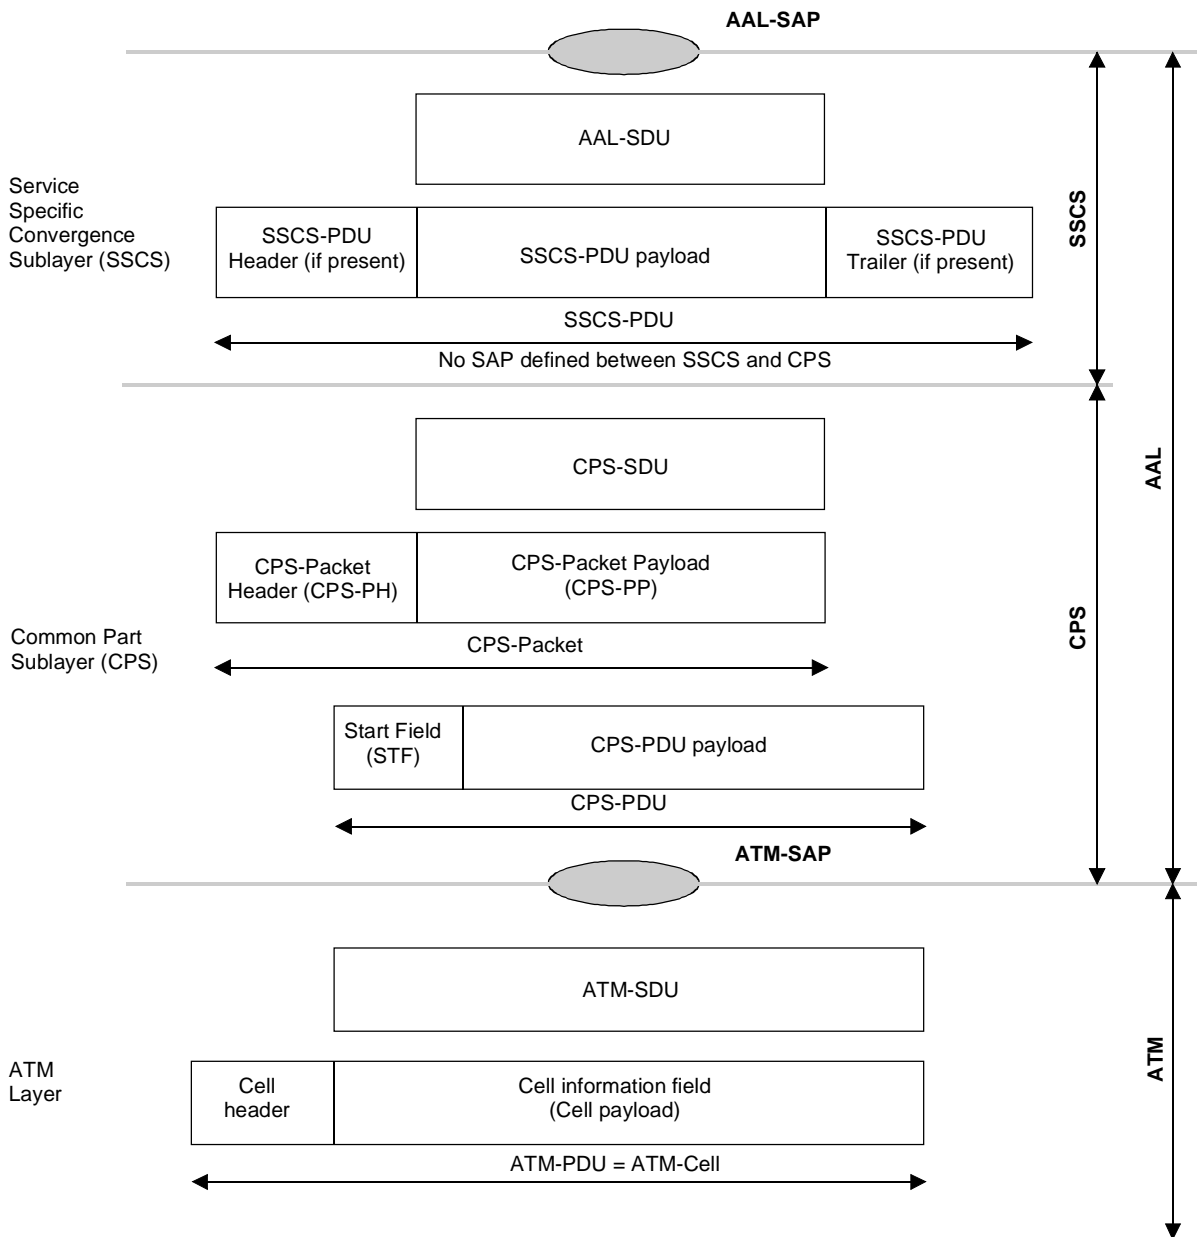 AAL-SAP
AAL-SDU
Service
Specific
Convergence
Sublayer (SSCS)
SSCS-PDU
Header (if present)
SSCS-PDU payload
SSCS-PDU
Trailer (if present)
SSCS
SSCS-PDU
No SAP defined between SSCS and CPS
CPS-SDU
AAL
CPS-Packet
Header (CPS-PH)
CPS-Packet Payload
(CPS-PP)
Common Part
Sublayer (CPS)
CPS-Packet
CPS
Start Field
(STF)
CPS-PDU payload
CPS-PDU
ATM-SAP
ATM-SDU
ATM
Layer
Cell
header
Cell information field
(Cell payload)
ATM
ATM-PDU = ATM-Cell